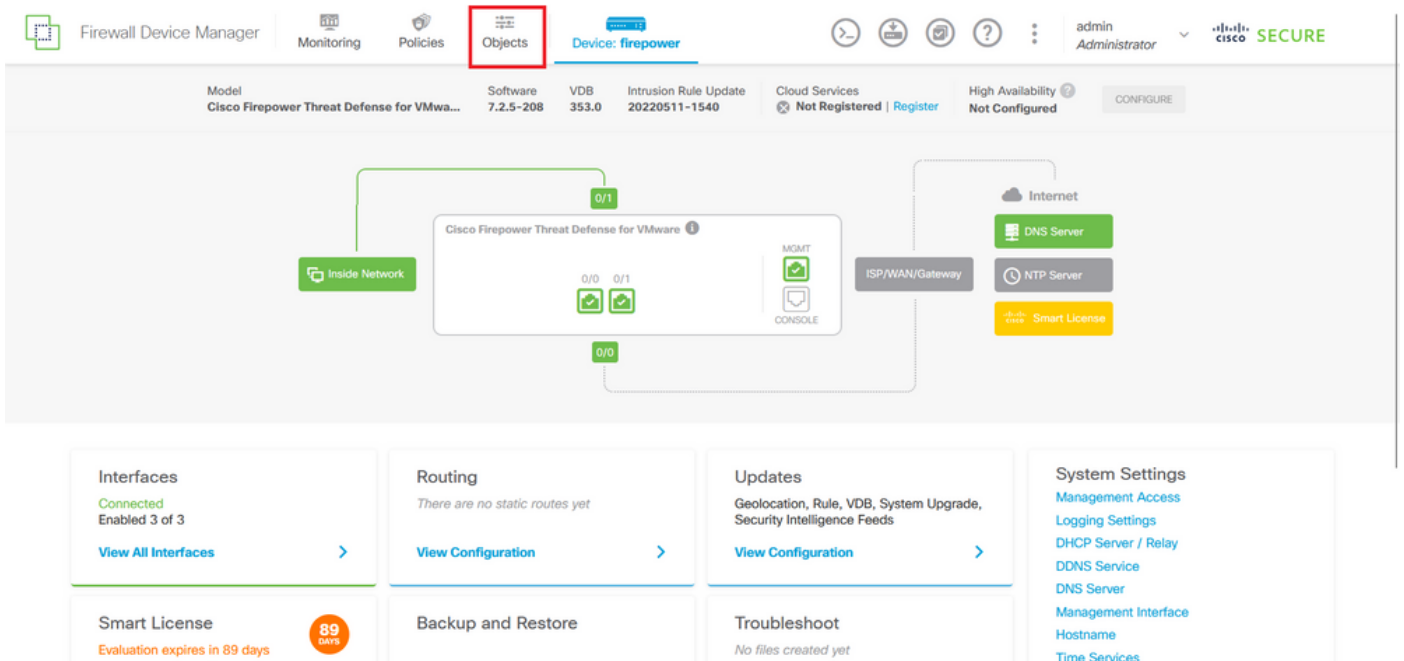 Firewall Device Manager
Monitoring
Policies
Objects
Device: firepower
admin
Administrator
cisco SECURE
Model
Cisco Firepower Threat Defense for VMwa...
Software
7.2.5-208
VDB
353.0
Intrusion Rule Update
20220511-1540
Cloud Services
Not Registered | Register
High Availability ?
Not Configured
CONFIGURE
0/1
Internet
Cisco Firepower Threat Defense for VMware i
DNS Server
MGMT
Inside Network
0/0 0/1
ISP/WAN/Gateway
NTP Server
CONSOLE
cisco Smart License
0/0
Interfaces
Connected
Enabled 3 of 3
View All Interfaces
Routing
There are no static routes yet
View Configuration
Updates
Geolocation, Rule, VDB, System Upgrade,
Security Intelligence Feeds
View Configuration
System Settings
Management Access
Logging Settings
DHCP Server / Relay
DDNS Service
DNS Server
Management Interface
Hostname
Time Services
Smart License
Evaluation expires in 89 days
89
DAYS
Backup and Restore
Troubleshoot
No files created yet